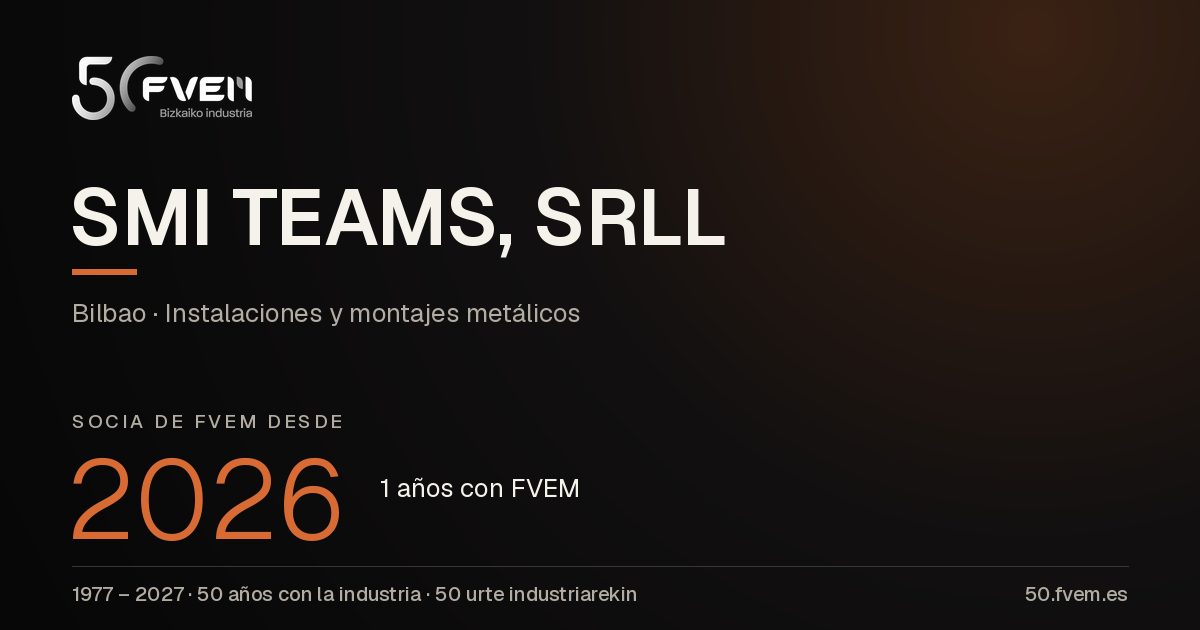 50 FVEM
Bizkaiko industria
SMI TEAMS, SRLL
Bilbao · Instalaciones y montajes metálicos
SOCIA DE FVEM DESDE
2026
1 años con FVEM
1977 – 2027 · 50 años con la industria · 50 urte industriarekin
50.fvem.es